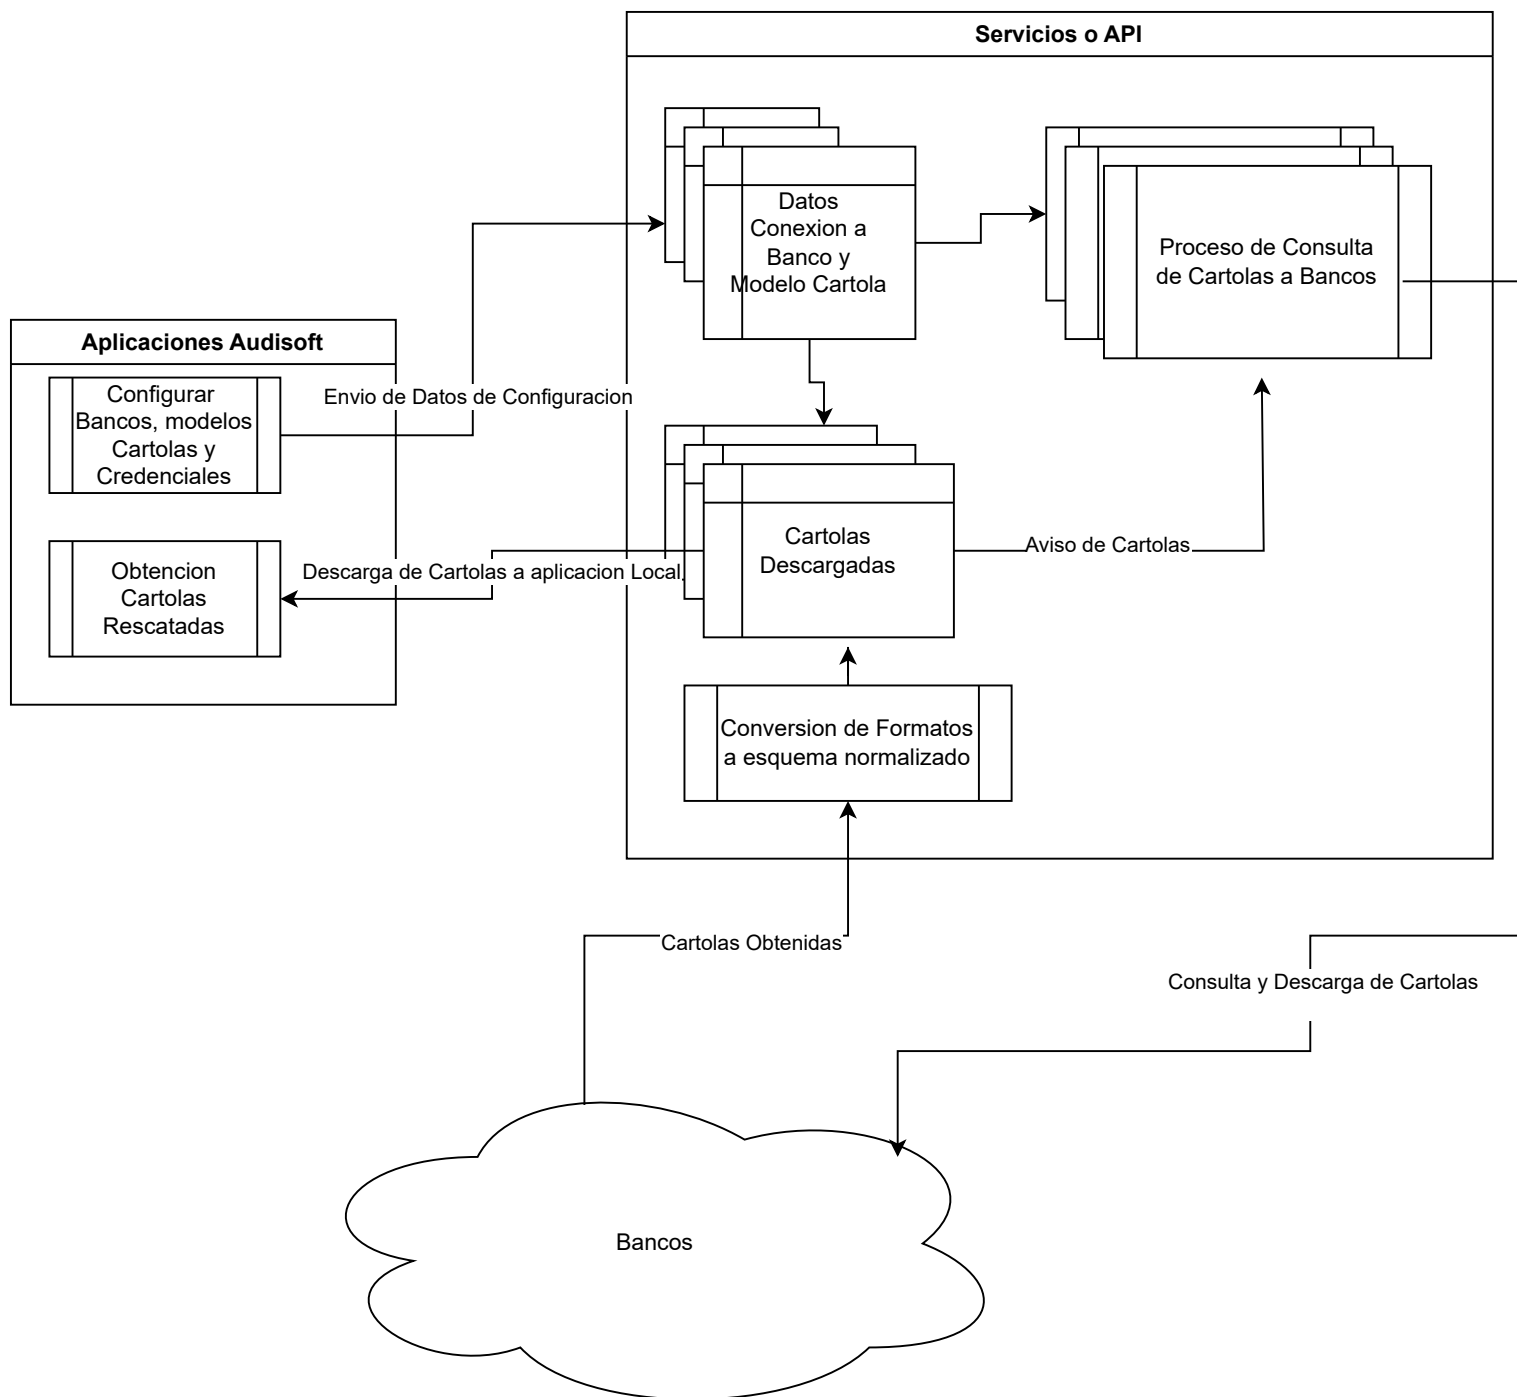 Servicios o API
Datos
Conexion a
Banco y
Modelo Cartola
Proceso de Consulta
de Cartolas a Bancos
Aplicaciones Audisoft
Configurar
Bancos, modelos
Cartolas y
Credenciales
Envio de Datos de Configuracion
Obtencion
Cartolas
Rescatadas
Descarga de Cartolas a aplicacion Local
Cartolas
Descargadas
Aviso de Cartolas
Conversion de Formatos
a esquema normalizado
Cartolas Obtenidas
Consulta y Descarga de Cartolas
Bancos